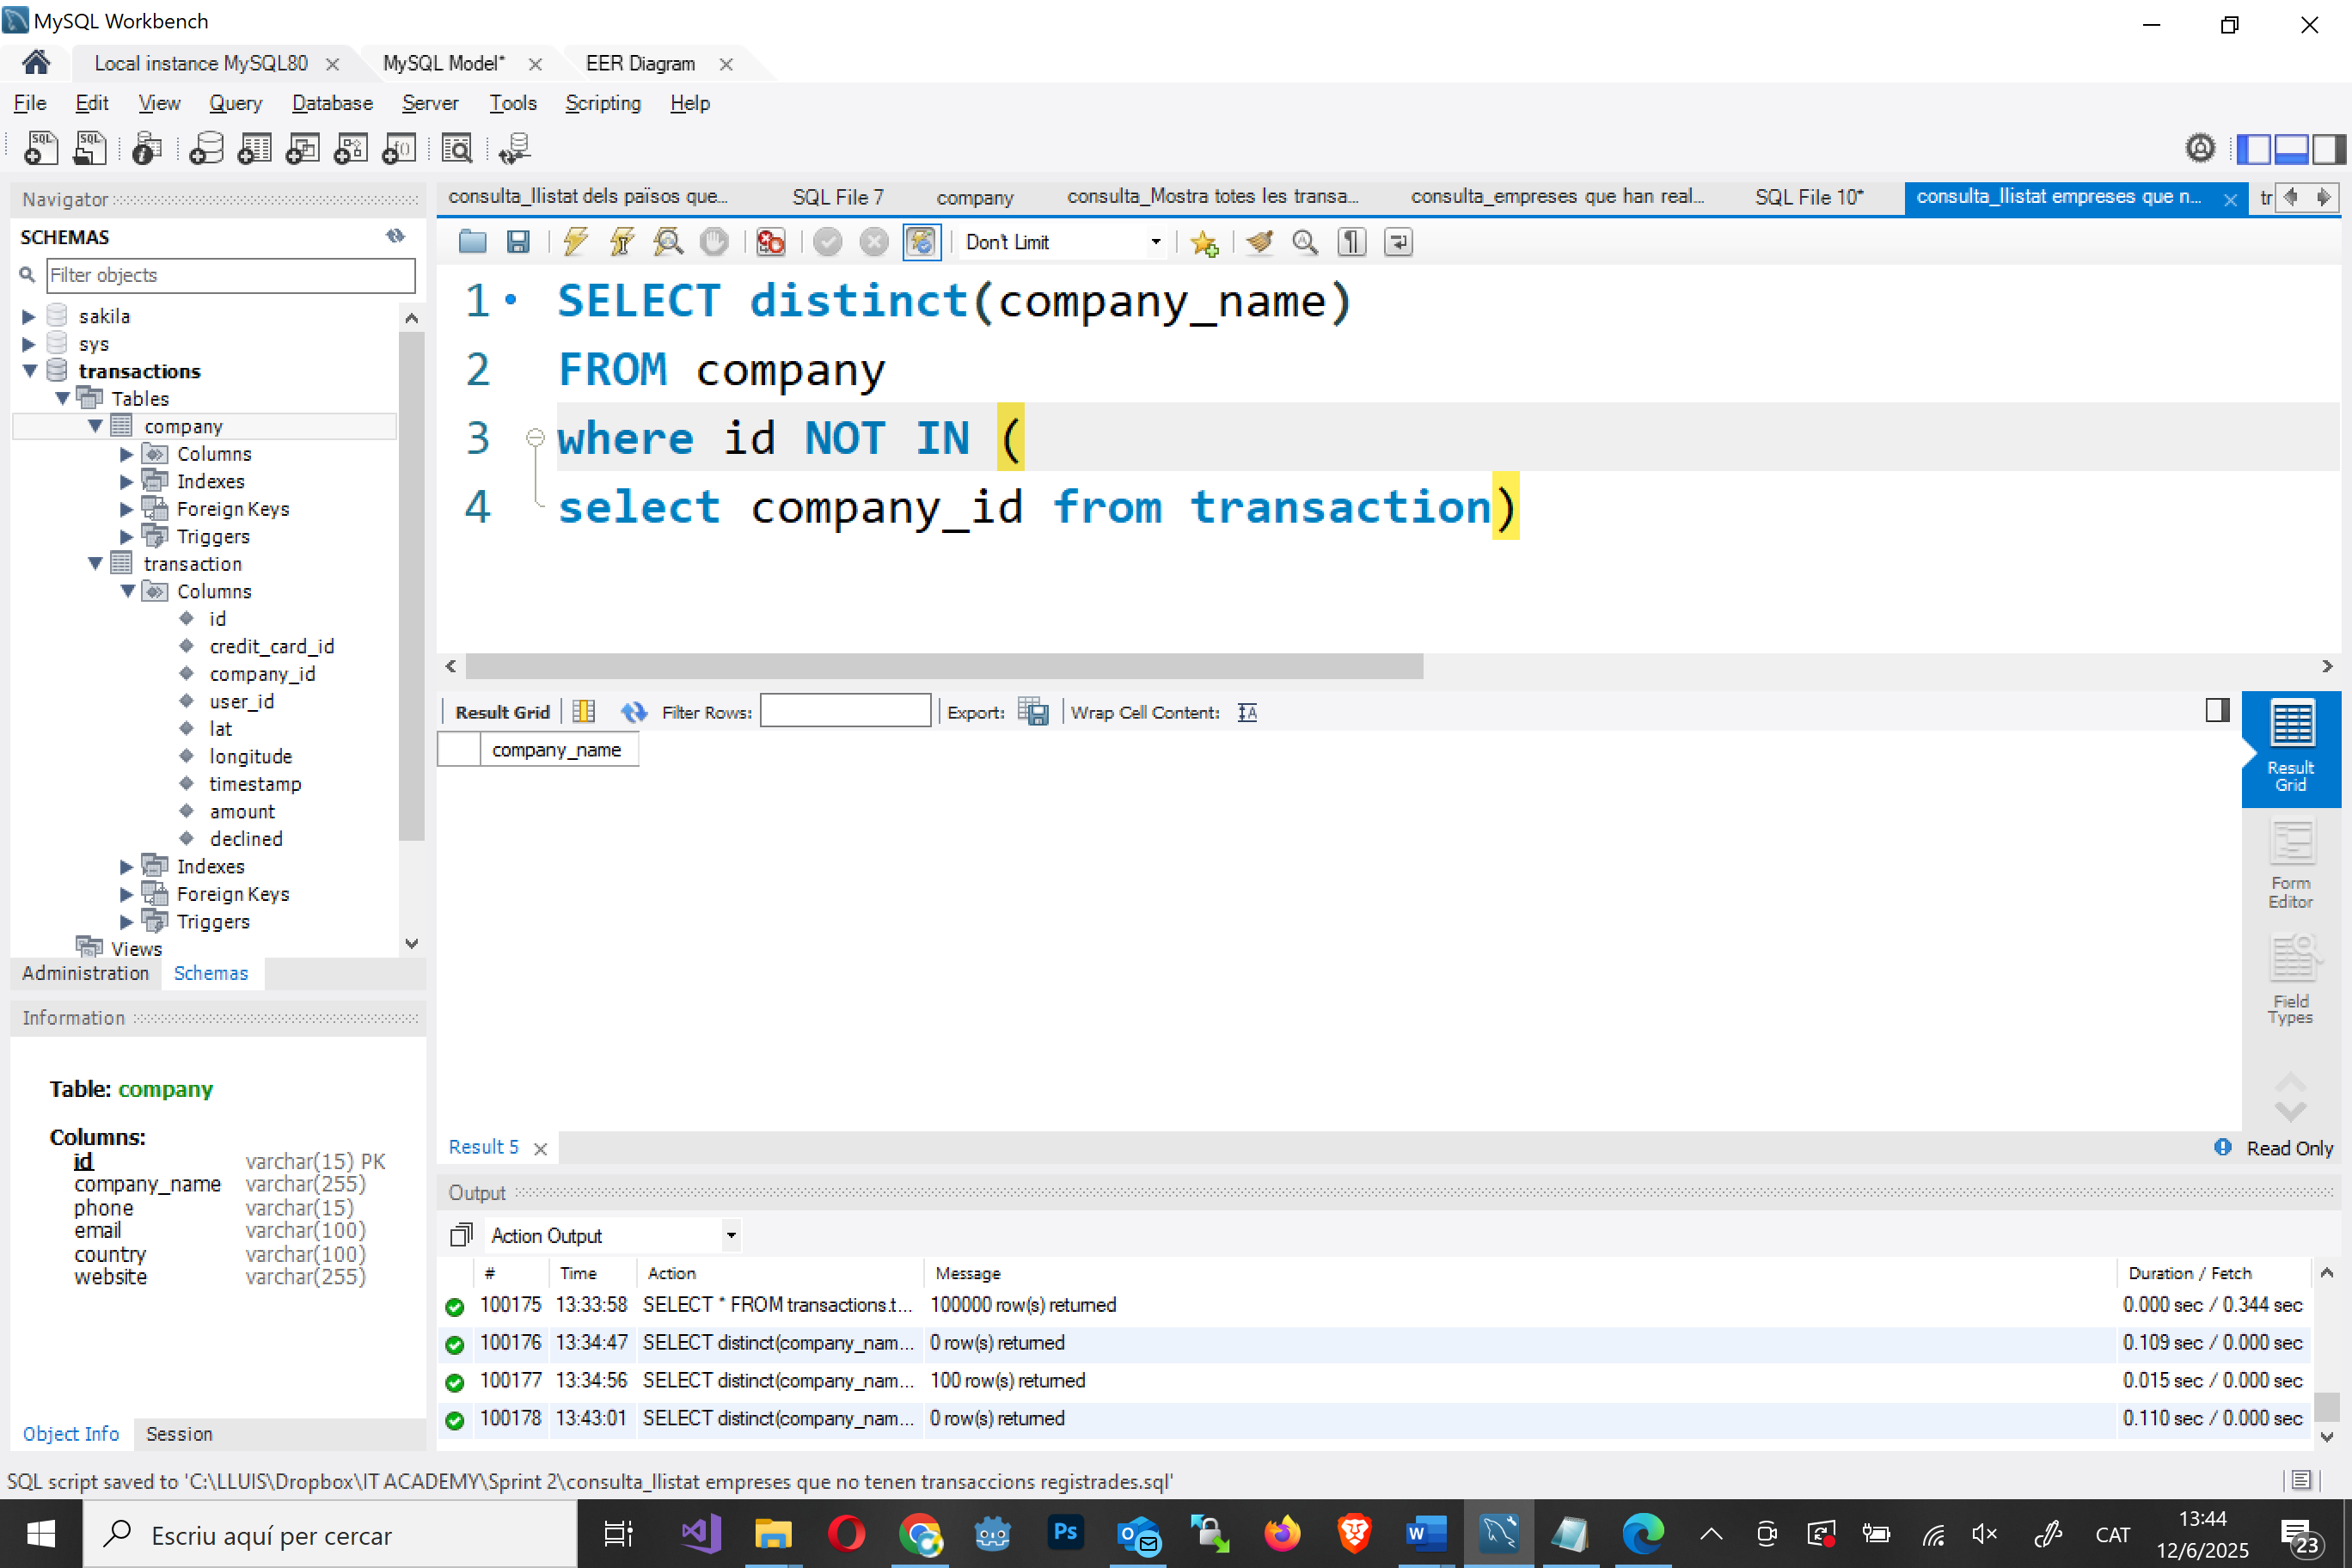 MySQL Workbench
Local instance MySQL80
MySQL Model*
EER Diagram
File Edit View Query Database Server Tools Scripting Help
Navigator
SCHEMAS
Filter objects
sakila
sys
transactions
Tables
company
Columns
Indexes
Foreign Keys
Triggers
transaction
Columns
id
credit_card_id
company_id
user_id
lat
longitude
timestamp
amount
declined
Indexes
Foreign Keys
Triggers
Views
Administration Schemas
Information
Table: company
Columns:
id varchar(15) PK
company_name varchar(255)
phone varchar(15)
email varchar(100)
country varchar(100)
website varchar(255)
Object Info Session
consulta_llistat dels països que... SQL File 7 company consulta_Mostra totes les transa... consulta_empreses que han real... SQL File 10* consulta_llistat empreses que n... tr
Don't Limit
1 SELECT distinct(company_name)
2 FROM company
3 where id NOT IN (
4 select company_id from transaction)
Result Grid Filter Rows: Export: Wrap Cell Content:
company_name
Result Grid
Form Editor
Field Types
Result 5
Read Only
Output
Action Output
# Time Action Message Duration / Fetch
100175 13:33:58 SELECT * FROM transactions.t... 100000 row(s) returned 0.000 sec / 0.344 sec
100176 13:34:47 SELECT distinct(company_nam... 0 row(s) returned 0.109 sec / 0.000 sec
100177 13:34:56 SELECT distinct(company_nam... 100 row(s) returned 0.015 sec / 0.000 sec
100178 13:43:01 SELECT distinct(company_nam... 0 row(s) returned 0.110 sec / 0.000 sec
SQL script saved to 'C:\LLUIS\Dropbox\IT ACADEMY\Sprint 2\consulta_llistat empreses que no tenen transaccions registrades.sql'
Escriu aquí per cercar
CAT
13:44
12/6/2025
23